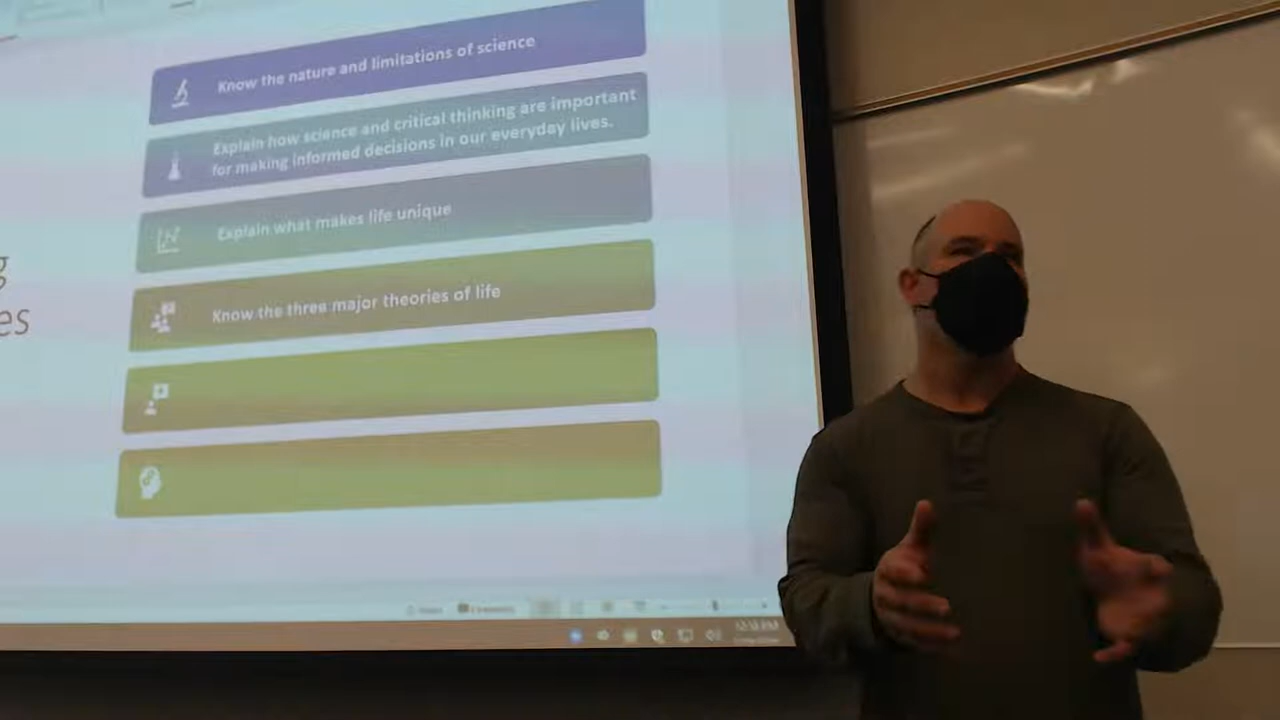 Know the nature and limitations of science
Explain how science and critical thinking are important
for making informed decisions in our everyday lives.
Explain what makes life unique
g
es
Know the three major theories of life